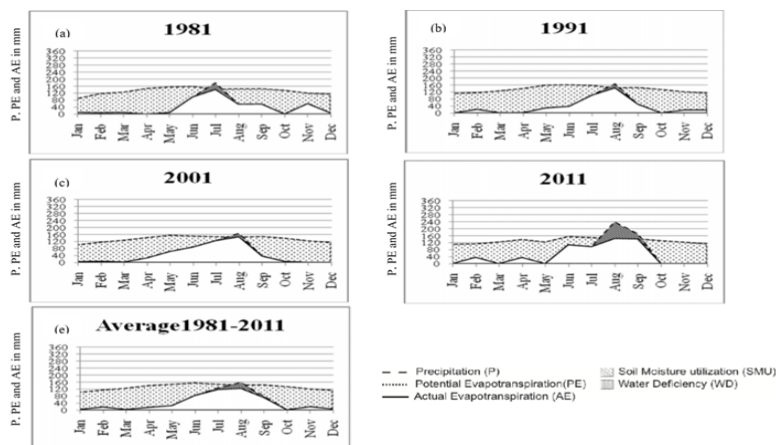 (a) 1981
P. PE and AE in mm
360
320
280
240
200
160
120
80
40
0
Jan Feb Mar Apr May Jun Jul Aug Sep Oct Nov Dec
(b) 1991
P. PE and AE in mm
360
320
280
240
200
160
120
80
40
0
Jan Feb Mar Apr May Jun Jul Aug Sep Oct Nov Dec
(c) 2001
P. PE and AE in mm
360
320
280
240
200
160
120
80
40
0
Jan Feb Mar Apr May Jun Jul Aug Sep Oct Nov Dec
2011
P. PE and AE in mm
360
320
280
240
200
160
120
80
40
0
Jan Feb Mar Apr May Jun Jul Aug Sep Oct Nov Dec
(e) Average1981-2011
P. PE and AE in mm
360
320
280
240
200
160
120
80
40
0
Jan Feb Mar Apr May Jun Jul Aug Sep Oct Nov Dec
Precipitation (P)
Potential Evapotranspiration(PE)
Actual Evapotranspiration (AE)
Soil Moisture utilization (SMU)
Water Deficiency (WD)